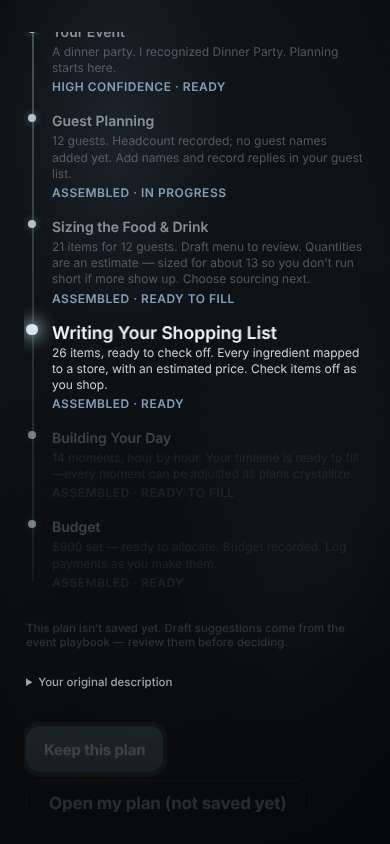 Your Event
A dinner party. I recognized Dinner Party. Planning
starts here.
HIGH CONFIDENCE · READY
Guest Planning
12 guests. Headcount recorded; no guest names
added yet. Add names and record replies in your guest
list.
ASSEMBLED · IN PROGRESS
Sizing the Food & Drink
21 items for 12 guests. Draft menu to review. Quantities
are an estimate — sized for about 13 so you don't run
short if more show up. Choose sourcing next.
ASSEMBLED · READY TO FILL
Writing Your Shopping List
26 items, ready to check off. Every ingredient mapped
to a store, with an estimated price. Check items off as
you shop.
ASSEMBLED · READY
Building Your Day
14 moments, hour by hour. Your timeline is ready to fill
—every moment can be adjusted as plans crystallize.
ASSEMBLED · READY TO FILL
Budget
$900 set — ready to allocate. Budget recorded. Log
payments as you make them.
ASSEMBLED · READY
This plan isn't saved yet. Draft suggestions come from the
event playbook — review them before deciding.
Your original description
Keep this plan
Open my plan (not saved yet)